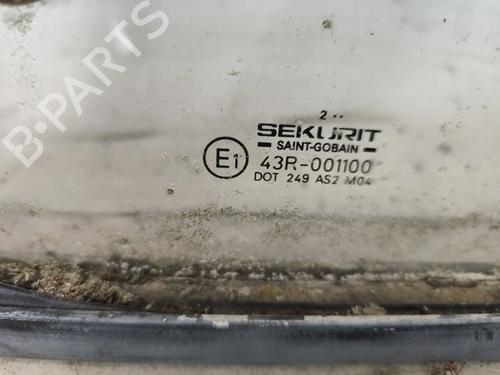 2 ··
SEKURIT
SAINT-GOBAIN
E1 43R-001100
DOT 249 AS2 M04
B-PARTS